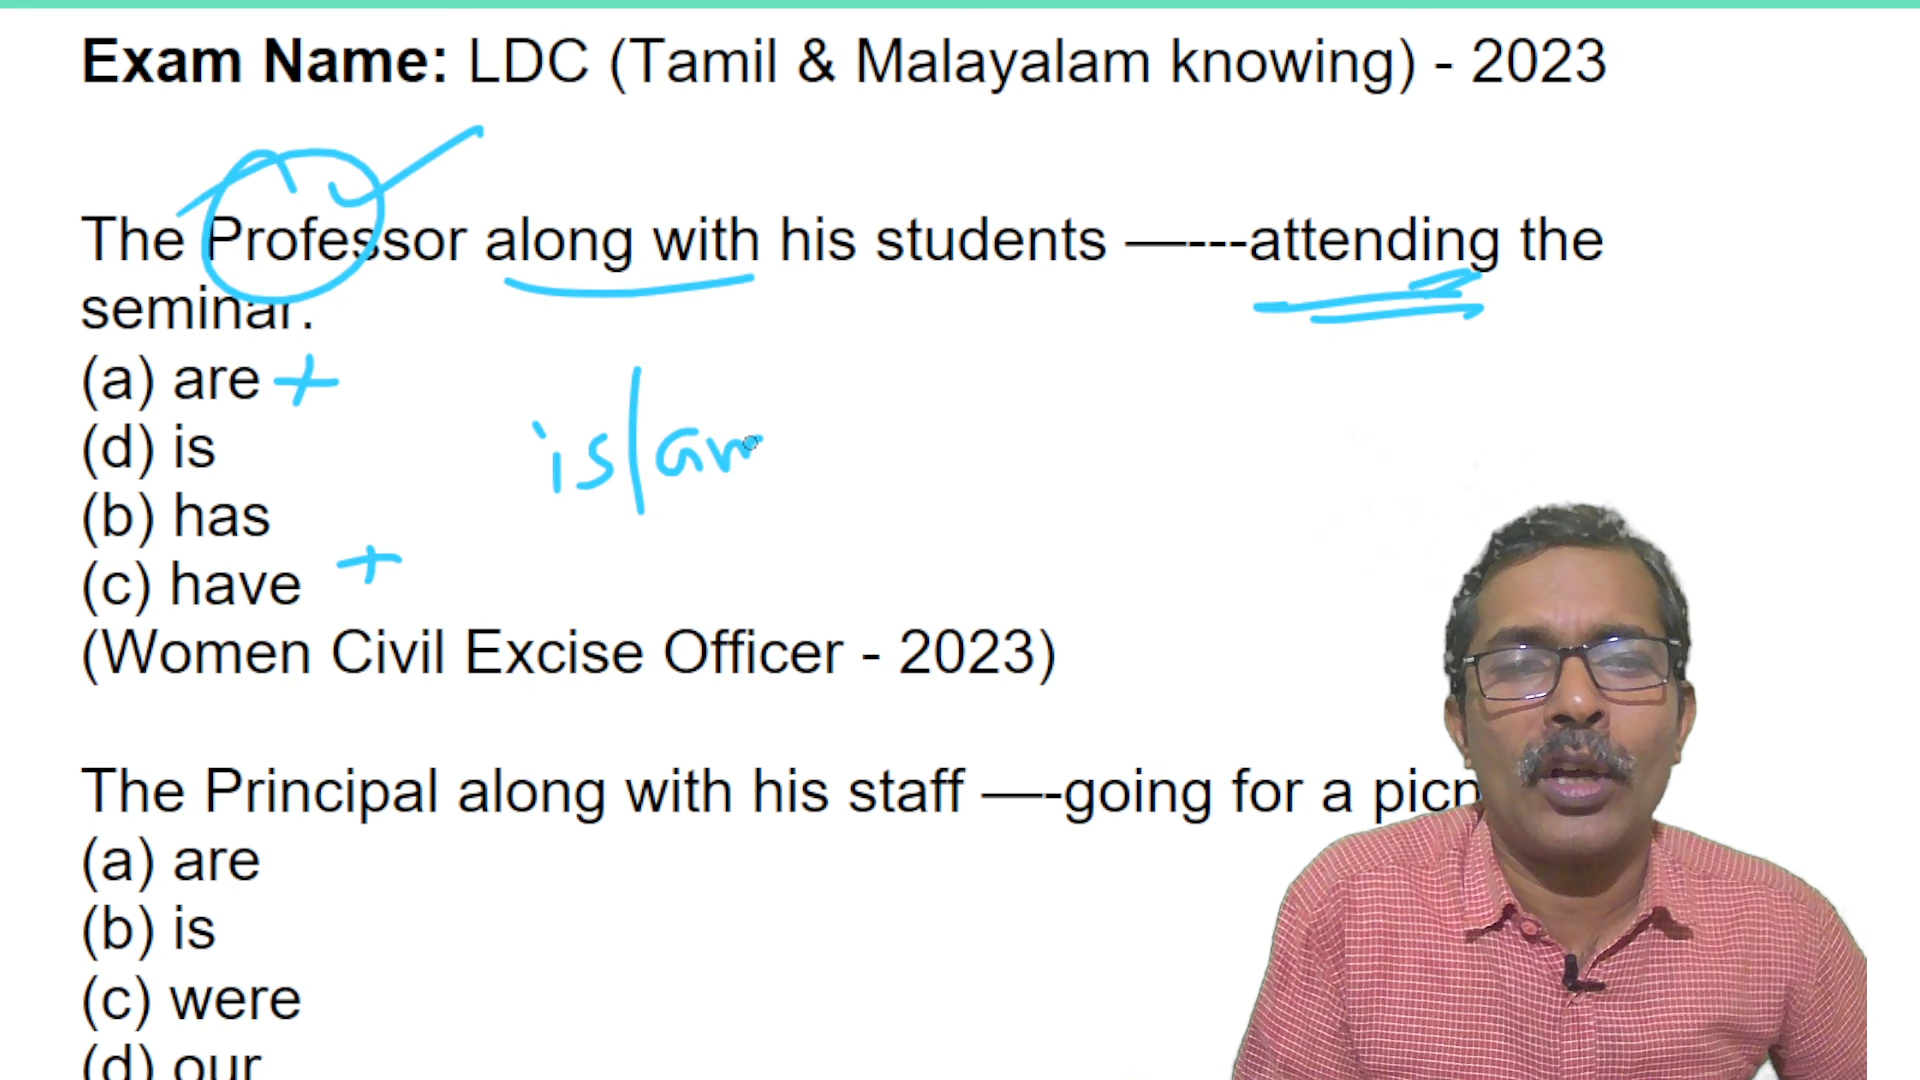 Exam Name: LDC (Tamil & Malayalam knowing) - 2023
The Professor along with his students —---attending the
seminar.
(a) are +
(d) is
is/am
(b) has
(c) have +
(Women Civil Excise Officer - 2023)
The Principal along with his staff —-going for a
(a) are
(b) is
(c) were
(d) our